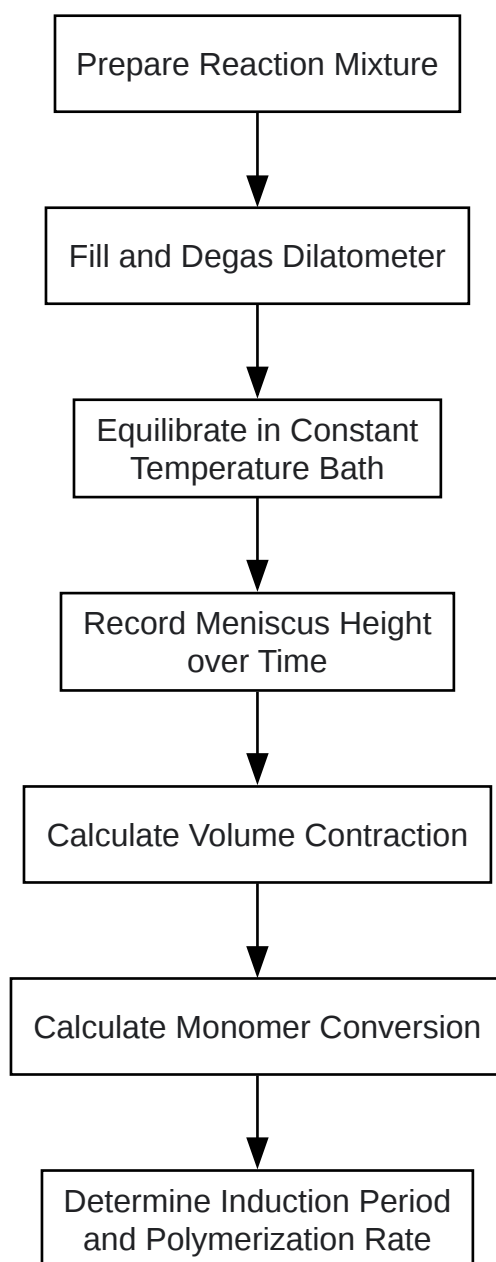 Prepare Reaction Mixture
Fill and Degas Dilatometer
Equilibrate in Constant
Temperature Bath
Record Meniscus Height
over Time
Calculate Volume Contraction
Calculate Monomer Conversion
Determine Induction Period
and Polymerization Rate